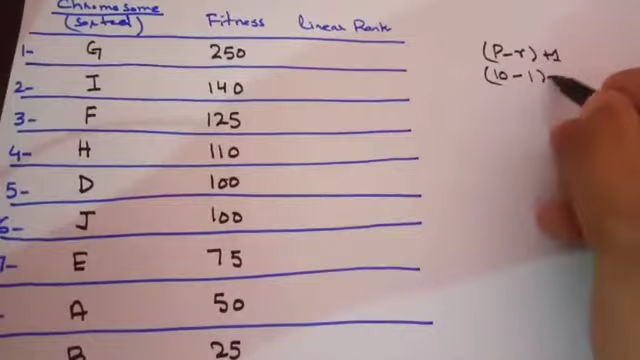 Chromosome
(sorted) Fitness Linear Rank
1- G 250
2- I 140
3- F 125
4- H 110
5- D 100
6- J 100
7- E 75
- A 50
B 25
(P-r)+1
(10-1)-